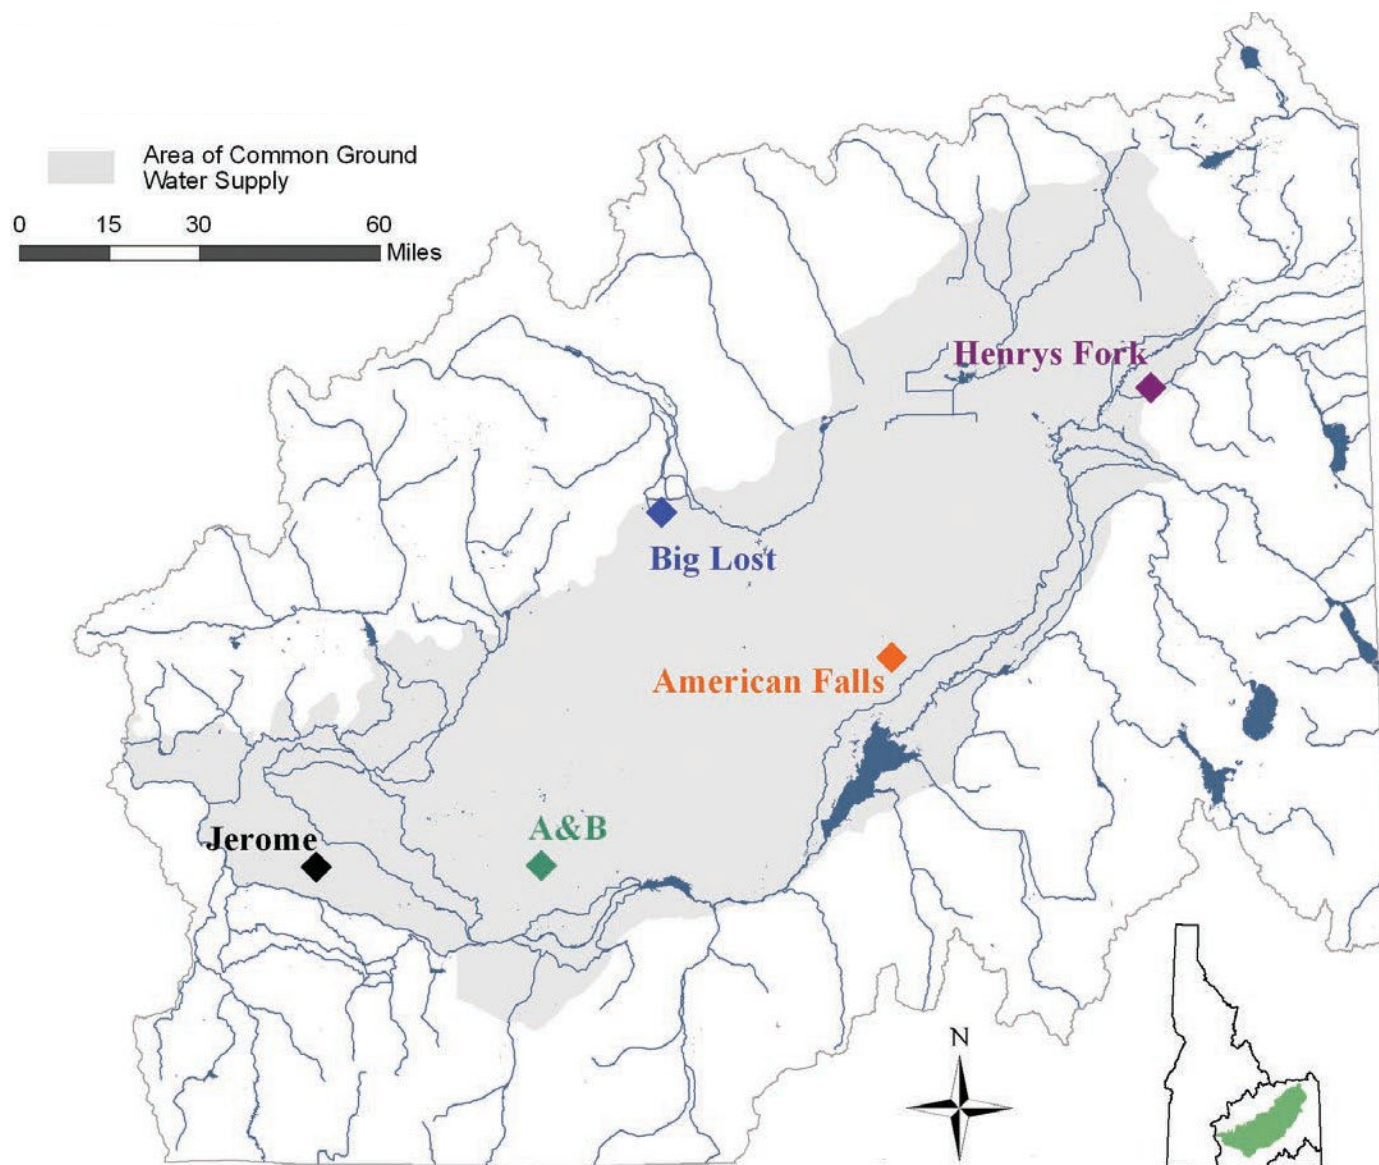 Area of Common Ground
Water Supply
0 15 30 60
Miles
Henrys Fork
Big Lost
American Falls
A&B
Jerome
N